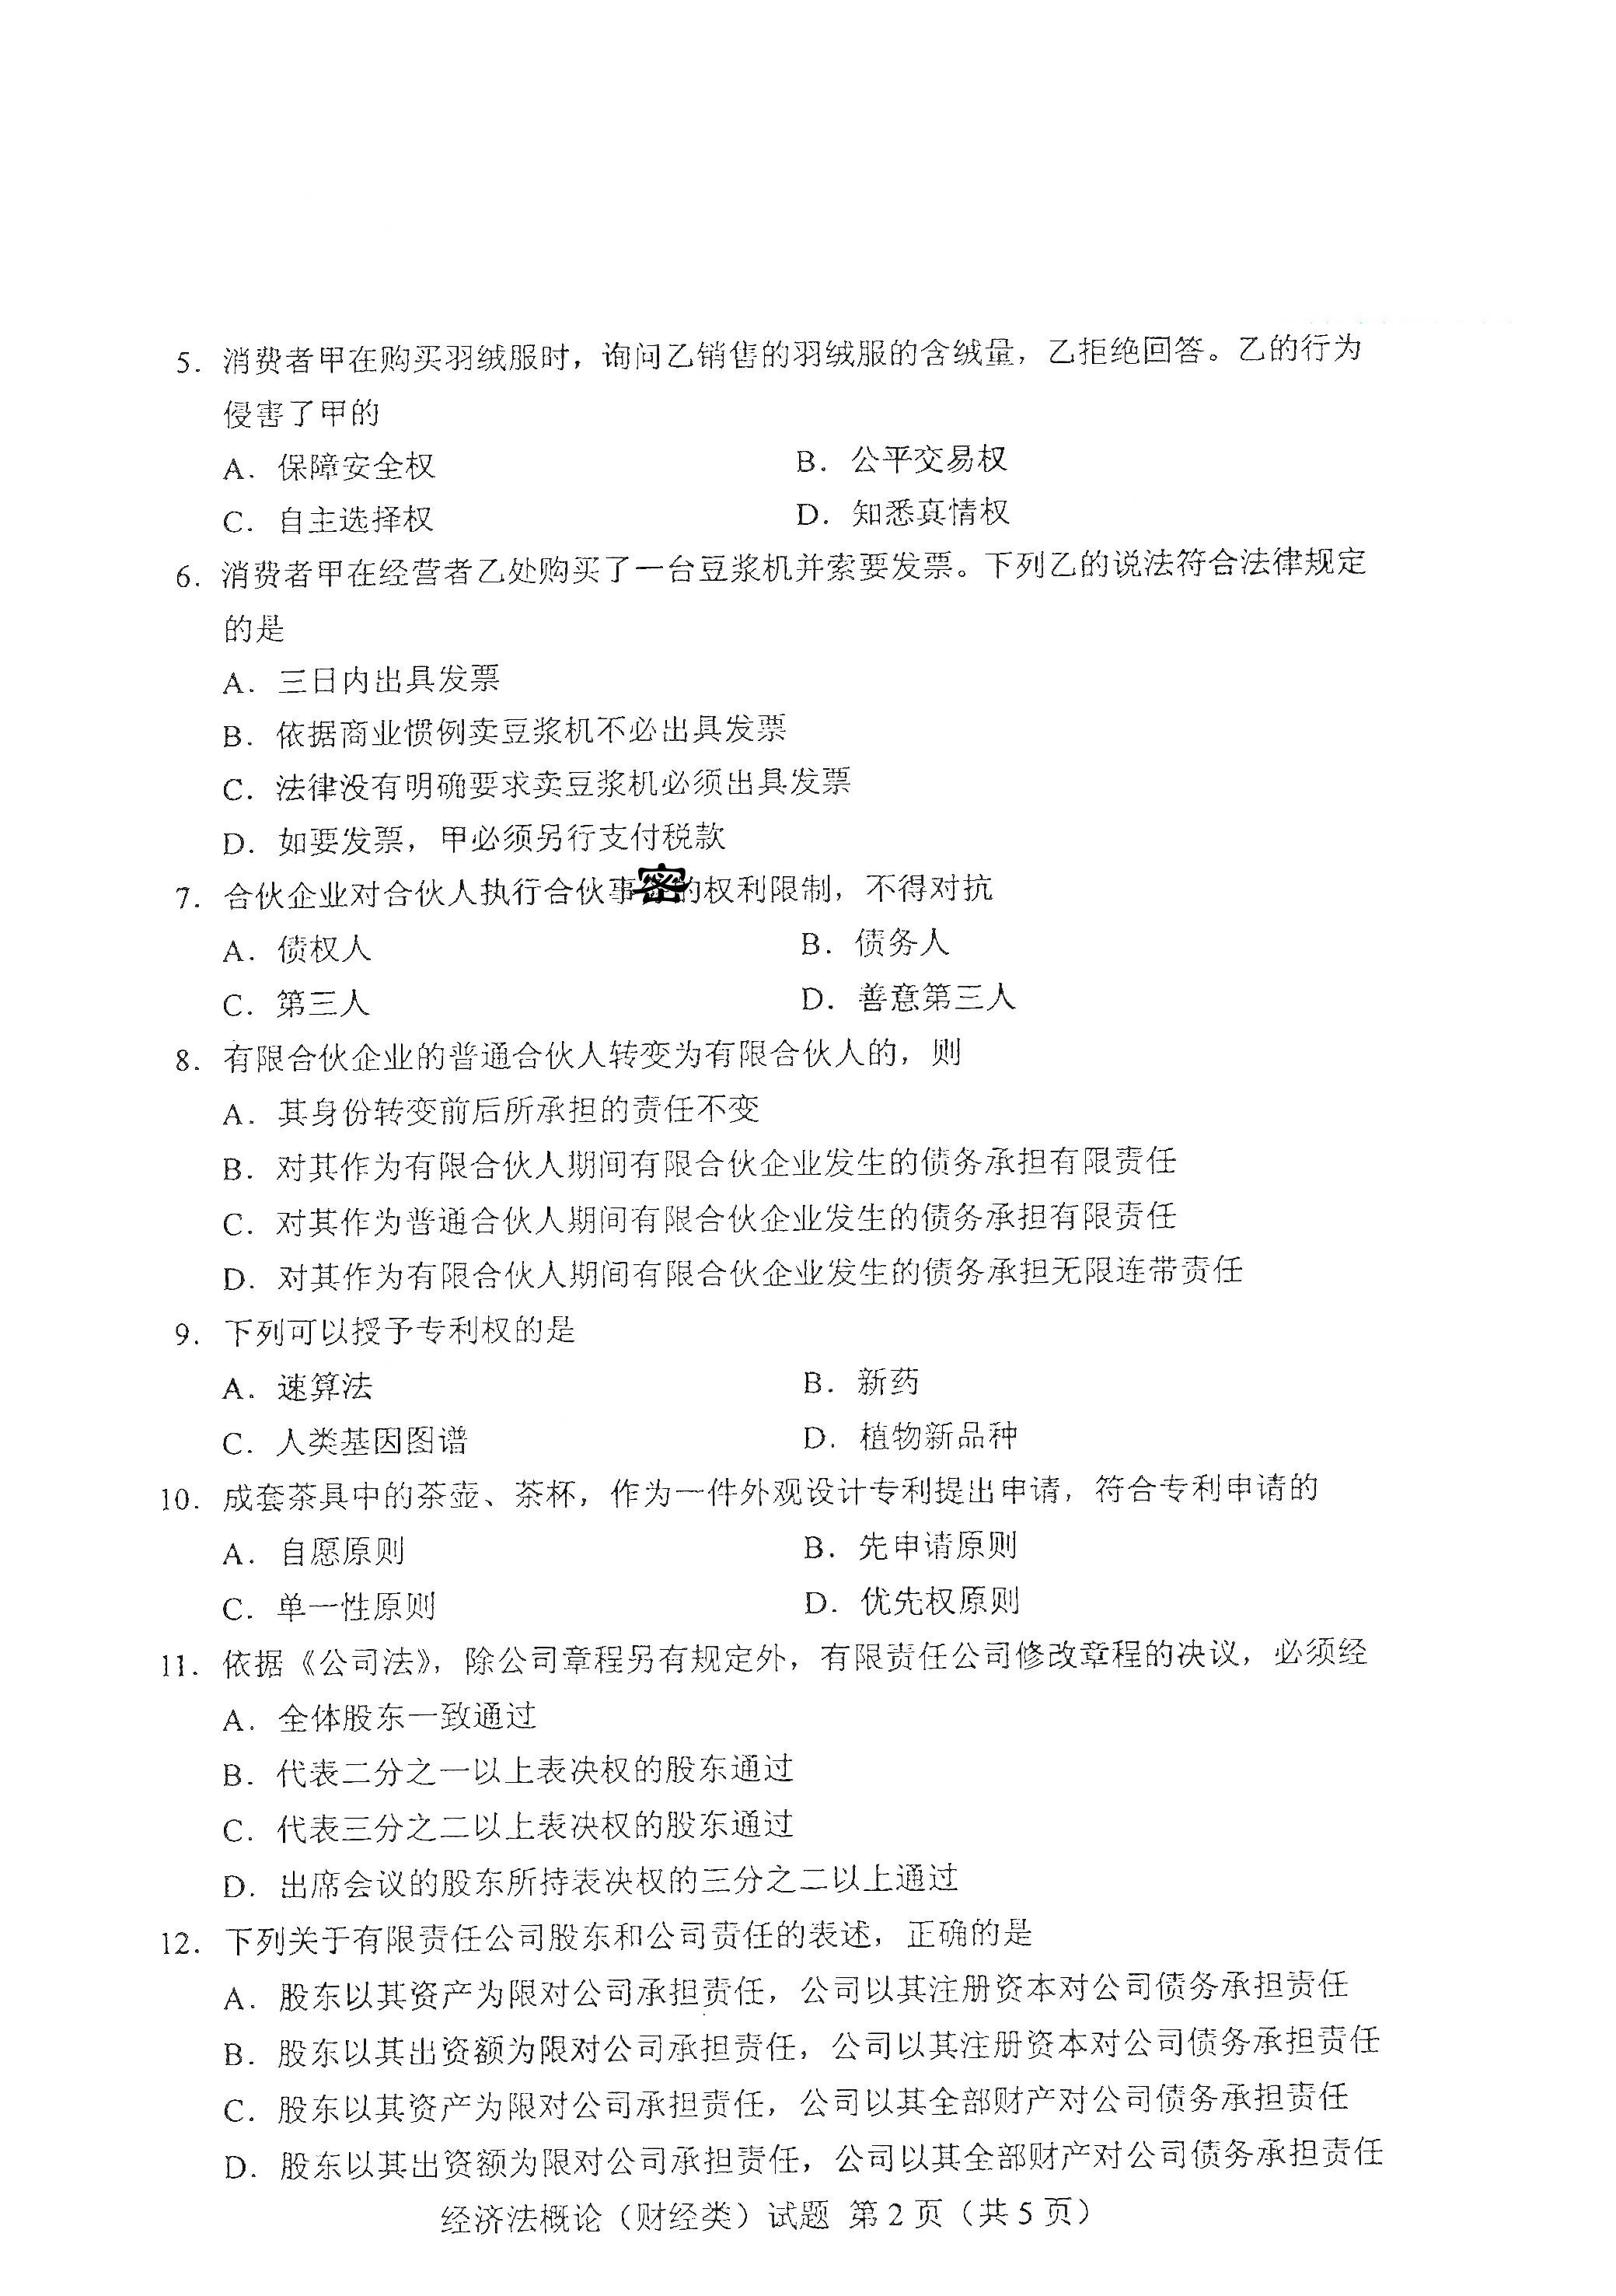 5. 消费者甲在购买羽绒服时，询问乙销售的羽绒服的含绒量，乙拒绝回答。乙的行为
侵害了甲的
A. 保障安全权 B. 公平交易权
C. 自主选择权 D. 知悉真情权
6. 消费者甲在经营者乙处购买了一台豆浆机并索要发票。下列乙的说法符合法律规定
的是
A. 三日内出具发票
B. 依据商业惯例卖豆浆机不必出具发票
C. 法律没有明确要求卖豆浆机必须出具发票
D. 如要发票，甲必须另行支付税款
7. 合伙企业对合伙人执行合伙事密的权利限制，不得对抗
A. 债权人 B. 债务人
C. 第三人 D. 善意第三人
8. 有限合伙企业的普通合伙人转变为有限合伙人的，则
A. 其身份转变前后所承担的责任不变
B. 对其作为有限合伙人期间有限合伙企业发生的债务承担有限责任
C. 对其作为普通合伙人期间有限合伙企业发生的债务承担有限责任
D. 对其作为有限合伙人期间有限合伙企业发生的债务承担无限连带责任
9. 下列可以授予专利权的是
A. 速算法 B. 新药
C. 人类基因图谱 D. 植物新品种
10. 成套茶具中的茶壶、茶杯，作为一件外观设计专利提出申请，符合专利申请的
A. 自愿原则 B. 先申请原则
C. 单一性原则 D. 优先权原则
11. 依据《公司法》，除公司章程另有规定外，有限责任公司修改章程的决议，必须经
A. 全体股东一致通过
B. 代表二分之一以上表决权的股东通过
C. 代表三分之二以上表决权的股东通过
D. 出席会议的股东所持表决权的三分之二以上通过
12. 下列关于有限责任公司股东和公司责任的表述，正确的是
A. 股东以其资产为限对公司承担责任，公司以其注册资本对公司债务承担责任
B. 股东以其出资额为限对公司承担责任，公司以其注册资本对公司债务承担责任
C. 股东以其资产为限对公司承担责任，公司以其全部财产对公司债务承担责任
D. 股东以其出资额为限对公司承担责任，公司以其全部财产对公司债务承担责任
经济法概论（财经类）试题 第 2 页（共 5 页）